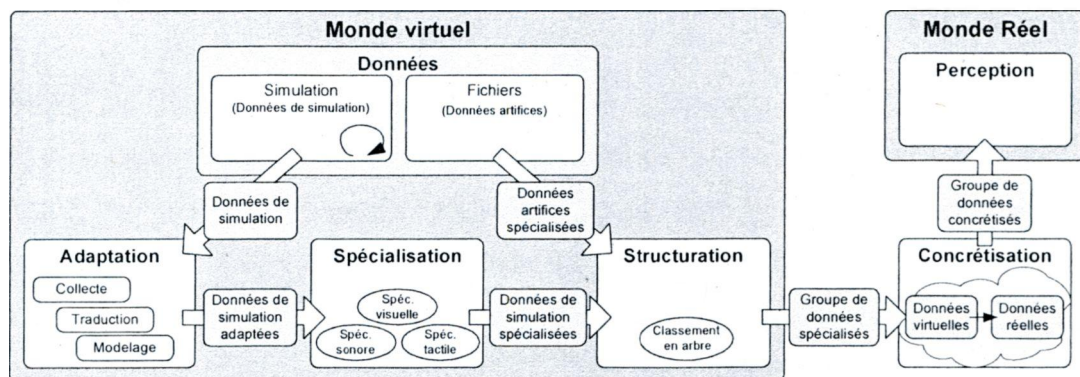 Monde virtuel
Données
Simulation
(Données de simulation)
Fichiers
(Données artifices)
Données de
simulation
Données
artifices
spécialisées
Adaptation
Collecte
Traduction
Modelage
Données de
simulation
adaptées
Spécialisation
Spéc.
visuelle
Spéc.
sonore
Spéc.
tactile
Données de
simulation
spécialisées
Structuration
Classement
en arbre
Groupe de
données
spécialisés
Monde Réel
Perception
Groupe de
données
concrétisés
Concrétisation
Données
virtuelles
Données
réelles